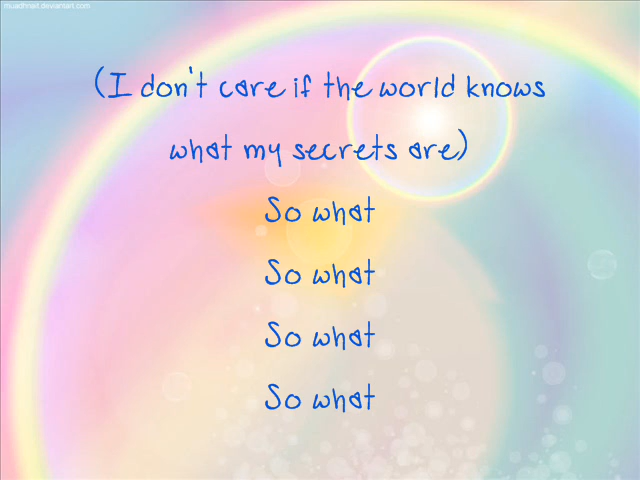 muadhnait.deviantart.com
(I don't care if the world knows
what my secrets are)
So what
So what
So what
So what